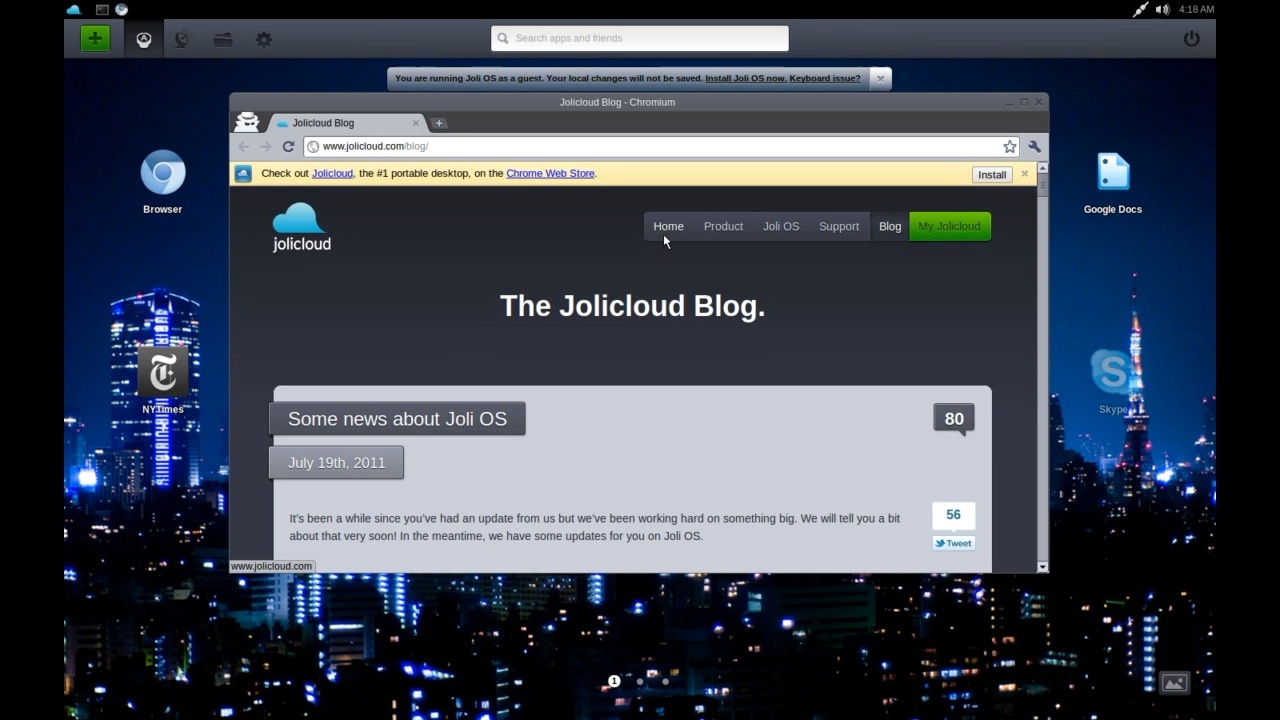 4:18 AM
Search apps and friends
You are running Joli OS as a guest. Your local changes will not be saved. Install Joli OS now. Keyboard issue?
Jolicloud Blog - Chromium
Jolicloud Blog
www.jolicloud.com/blog/
Check out Jolicloud, the #1 portable desktop, on the Chrome Web Store.
Install
jolicloud
Home
Product
Joli OS
Support
Blog
My Jolicloud
Browser
Google Docs
The Jolicloud Blog.
NYTimes
Skype
Some news about Joli OS
80
July 19th, 2011
It's been a while since you've had an update from us but we've been working hard on something big. We will tell you a bit
about that very soon! In the meantime, we have some updates for you on Joli OS.
56
Tweet
www.jolicloud.com
1